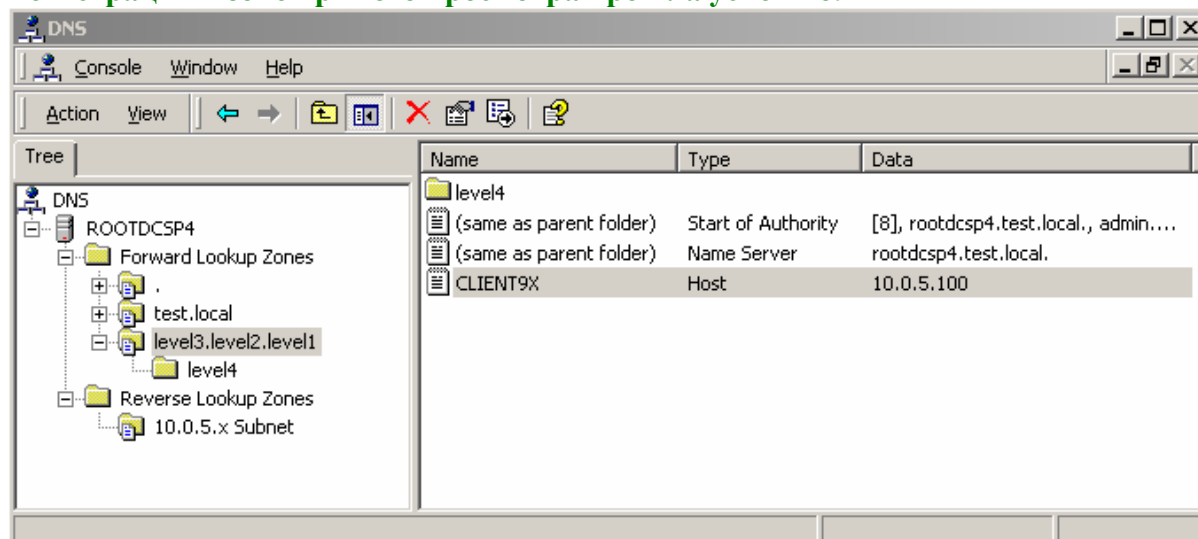 DNS
Console Window Help
Action View
Tree
Name Type Data
DNS
ROOTDCSP4
Forward Lookup Zones
.
test.local
level3.level2.level1
level4
Reverse Lookup Zones
10.0.5.x Subnet
level4
(same as parent folder) Start of Authority [8], rootdcsp4.test.local., admin....
(same as parent folder) Name Server rootdcsp4.test.local.
CLIENT9X Host 10.0.5.100